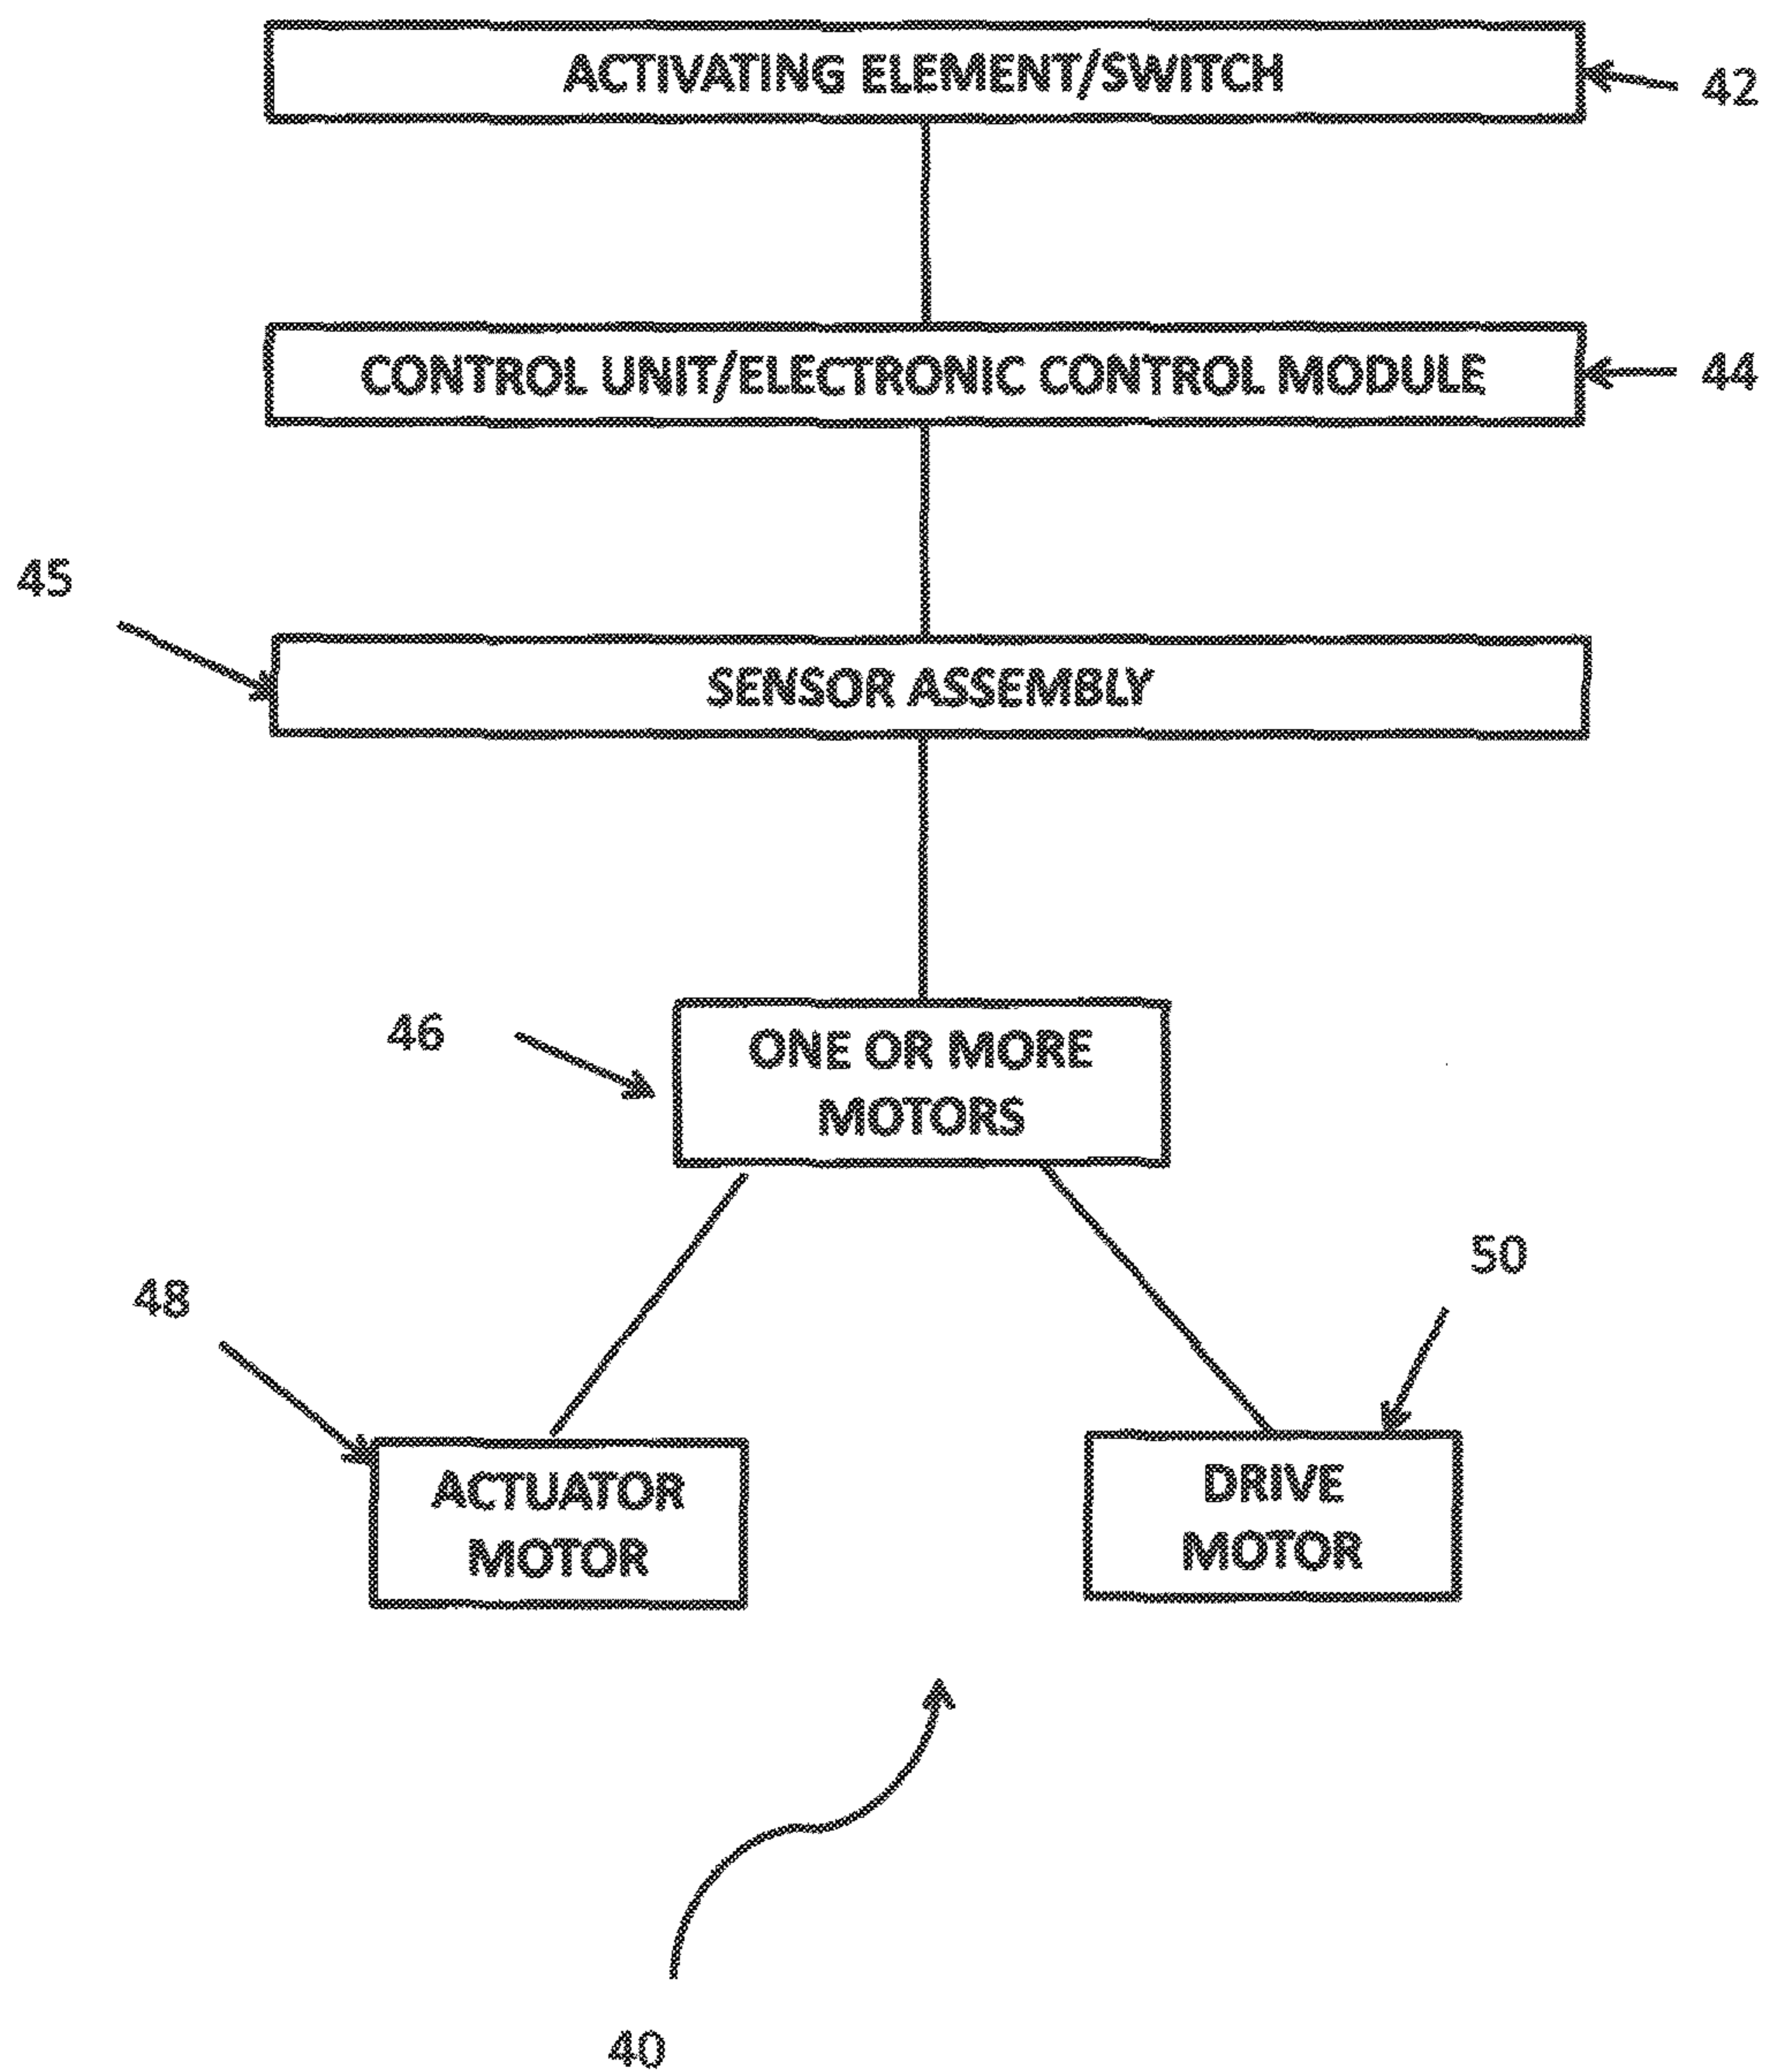 ACTIVATING ELEMENT/SWITCH
42
CONTROL UNIT/ELECTRONIC CONTROL MODULE
44
45
SENSOR ASSEMBLY
46
ONE OR MORE
MOTORS
50
48
ACTUATOR
MOTOR
DRIVE
MOTOR
40